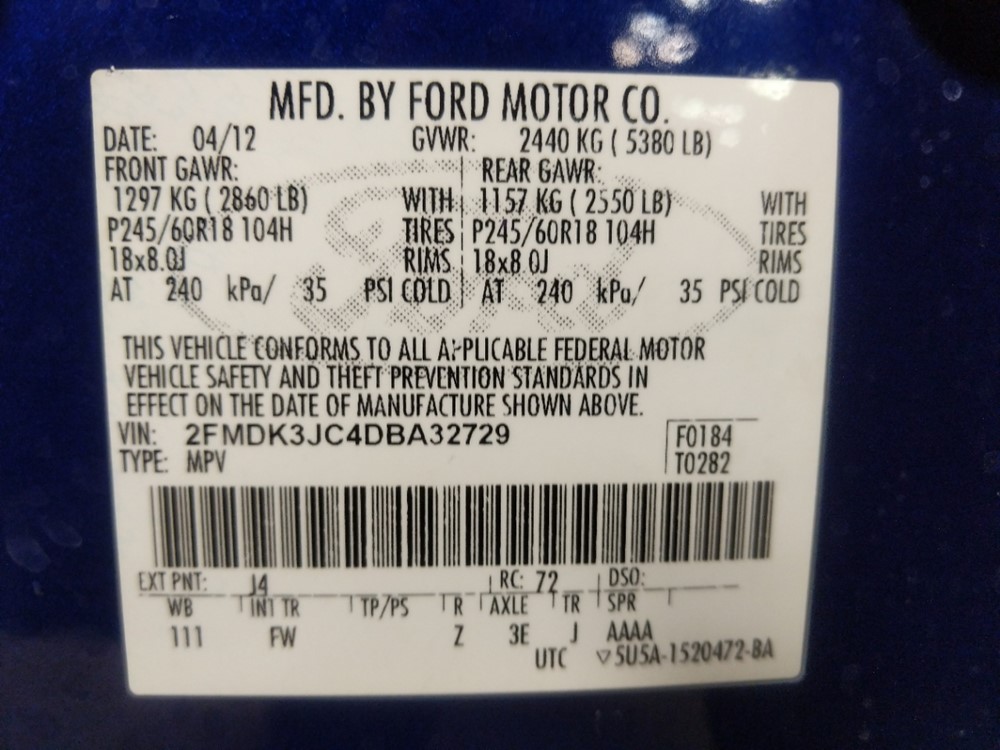 MFD. BY FORD MOTOR CO.
DATE: 04/12 GVWR: 2440 KG ( 5380 LB)
FRONT GAWR: REAR GAWR:
1297 KG ( 2860 LB) WITH 1157 KG ( 2550 LB) WITH
P245/60R18 104H TIRES P245/60R18 104H TIRES
18x8.0J RIMS 18x8.0J RIMS
AT 240 kPa/ 35 PSI COLD AT 240 kPa/ 35 PSI COLD
THIS VEHICLE CONFORMS TO ALL APPLICABLE FEDERAL MOTOR
VEHICLE SAFETY AND THEFT PREVENTION STANDARDS IN
EFFECT ON THE DATE OF MANUFACTURE SHOWN ABOVE.
VIN: 2FMDK3JC4DBA32729 F0184
TYPE: MPV T0282
EXT PNT: J4 RC: 72 DSO:
WB INT TR TP/PS R AXLE TR SPR
111 FW Z 3E J AAAA
UTC ▽5U5A-1520472-BA